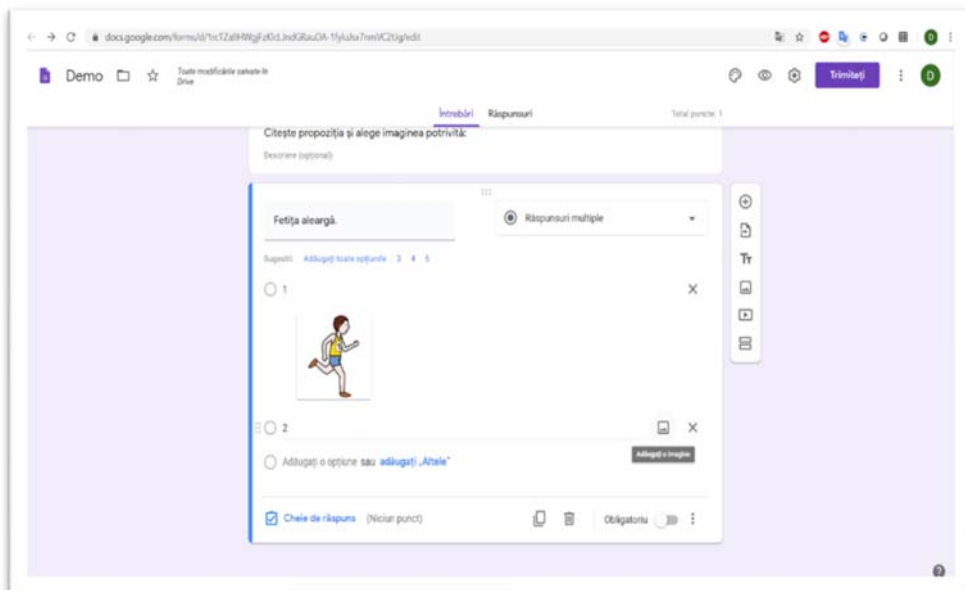 Demo
Toate modificările salvate în
Drive
Trimiteți
D
Întrebări Răspunsuri Total puncte: 1
Citește propoziția și alege imaginea potrivită:
Descriere (opțional)
Fetița aleargă.
Răspunsuri multiple
Sugestii: Adăugați toate opțiunile 3 4 5
1
2
Adăugați o imagine
Adăugați o opțiune sau adăugați „Altele”
Cheie de răspuns (Niciun punct)
Obligatoriu